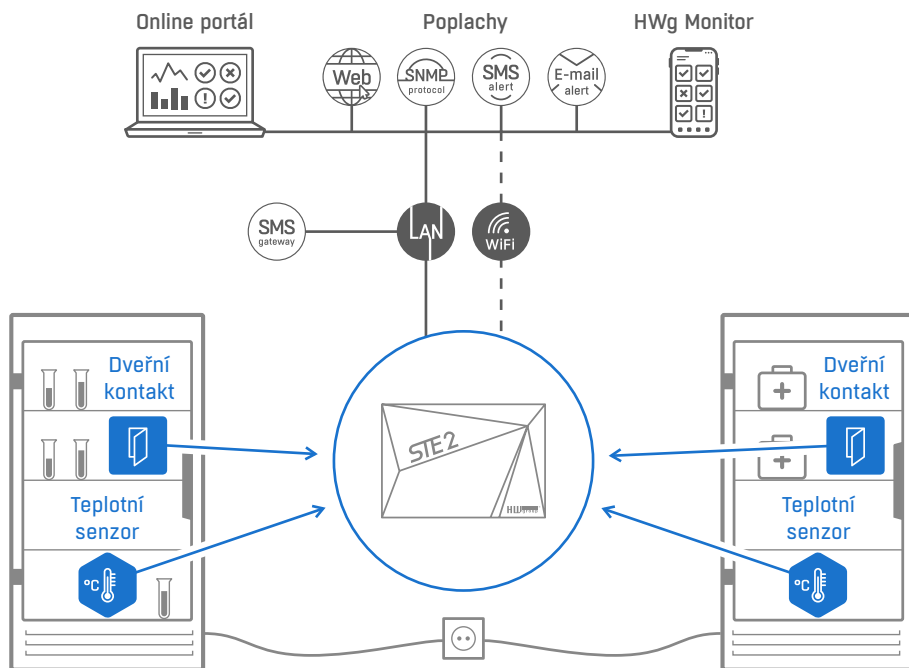 Online portál
Poplachy
HWg Monitor
Web
SNMP
protocol
SMS
alert
E-mail
alert
SMS
gateway
LAN
WiFi
Dveřní
kontakt
Teplotní
senzor
°C
STE2
HW
Dveřní
kontakt
Teplotní
senzor
°C